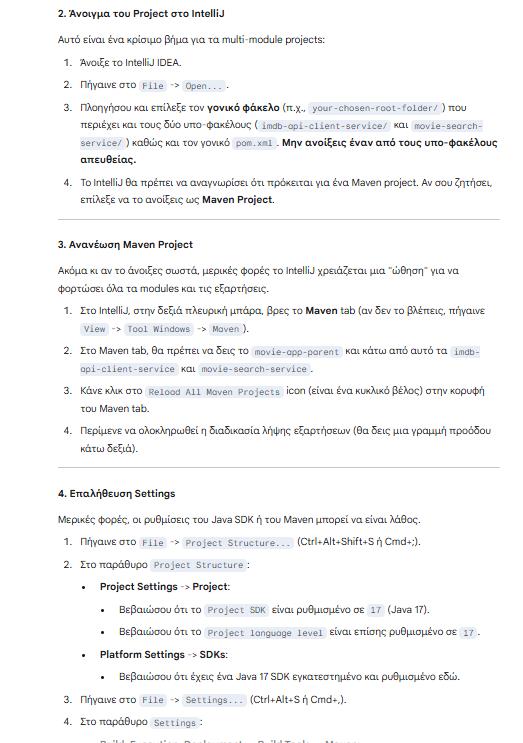 2. Άνοιγμα του Project στο IntelliJ
Αυτό είναι ένα κρίσιμο βήμα για τα multi-module projects:
1. Άνοιξε το IntelliJ IDEA.
2. Πήγαινε στο File -> Open... .
3. Πλοηγήσου και επίλεξε τον γονικό φάκελο (π.χ., your-chosen-root-folder/ ) που
περιέχει και τους δύο υπο-φακέλους ( imdb-api-client-service/ και movie-search-
service/ ) καθώς και τον γονικό pom.xml . Μην ανοίξεις έναν από τους υπο-φακέλους
απευθείας.
4. Το IntelliJ θα πρέπει να αναγνωρίσει ότι πρόκειται για ένα Maven project. Αν σου ζητήσει,
επίλεξε να το ανοίξεις ως Maven Project.
3. Ανανέωση Maven Project
Ακόμα κι αν το άνοιξες σωστά, μερικές φορές το IntelliJ χρειάζεται μια "ώθηση" για να
φορτώσει όλα τα modules και τις εξαρτήσεις.
1. Στο IntelliJ, στην δεξιά πλευρική μπάρα, βρες το Maven tab (αν δεν το βλέπεις, πήγαινε
View -> Tool Windows -> Maven ).
2. Στο Maven tab, θα πρέπει να δεις το movie-app-parent και κάτω από αυτό τα imdb-
api-client-service και movie-search-service .
3. Κάνε κλικ στο Reload All Maven Projects icon (είναι ένα κυκλικό βέλος) στην κορυφή
του Maven tab.
4. Περίμενε να ολοκληρωθεί η διαδικασία λήψης εξαρτήσεων (θα δεις μια γραμμή προόδου
κάτω δεξιά).
4. Επαλήθευση Settings
Μερικές φορές, οι ρυθμίσεις του Java SDK ή του Maven μπορεί να είναι λάθος.
1. Πήγαινε στο File -> Project Structure... (Ctrl+Alt+Shift+S ή Cmd+;).
2. Στο παράθυρο Project Structure :
• Project Settings -> Project:
• Βεβαιώσου ότι το Project SDK είναι ρυθμισμένο σε 17 (Java 17).
• Βεβαιώσου ότι το Project language level είναι επίσης ρυθμισμένο σε 17 .
• Platform Settings -> SDKs:
• Βεβαιώσου ότι έχεις ένα Java 17 SDK εγκατεστημένο και ρυθμισμένο εδώ.
3. Πήγαινε στο File -> Settings... (Ctrl+Alt+S ή Cmd+,).
4. Στο παράθυρο Settings :